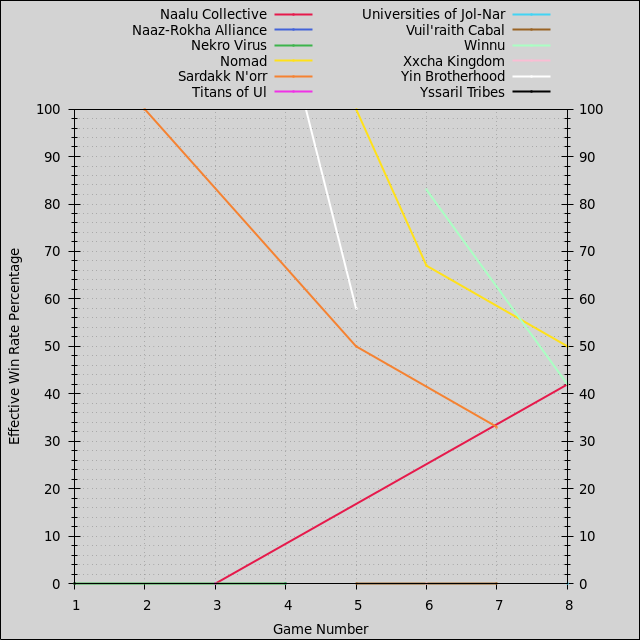 Naalu Collective
Naaz-Rokha Alliance
Nekro Virus
Nomad
Sardakk N'orr
Titans of Ul
Universities of Jol-Nar
Vuil'raith Cabal
Winnu
Xxcha Kingdom
Yin Brotherhood
Yssaril Tribes
100 100
90 90
80 80
70 70
60 60
50 50
40 40
30 30
20 20
10 10
0 0
1 2 3 4 5 6 7 8
Effective Win Rate Percentage
Game Number